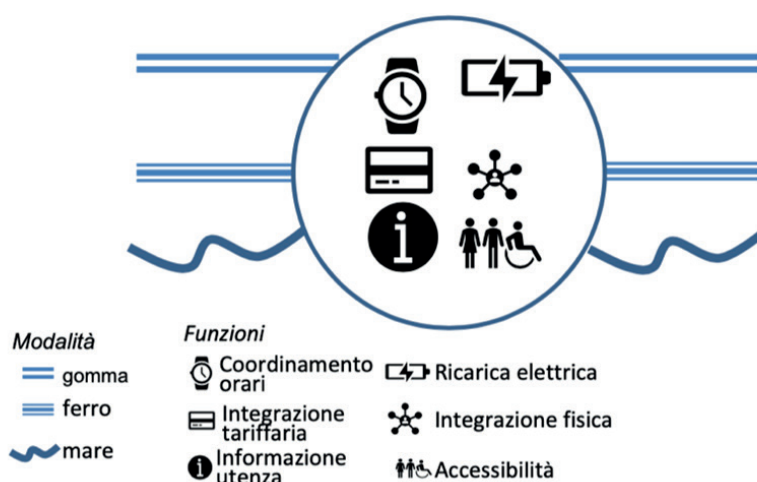 Modalità
gomma
ferro
mare
Funzioni
Coordinamento
orari
Integrazione
tariffaria
Informazione
utenza
Ricarica elettrica
Integrazione fisica
Accessibilità